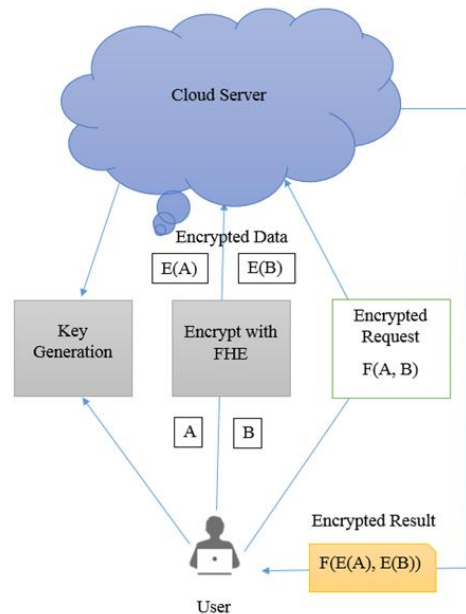 Cloud Server
Encrypted Data
E(A)
E(B)
Key
Generation
Encrypt with
FHE
Encrypted
Request
F(A, B)
A
B
Encrypted Result
F(E(A), E(B))
User